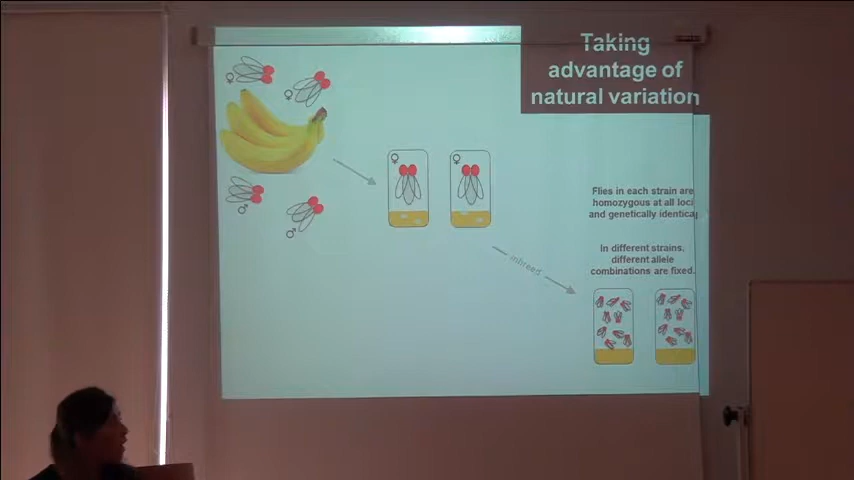 Taking
advantage of
natural variation
Flies in each strain are
homozygous at all loci
and genetically identical
inbreed
In different strains,
different allele
combinations are fixed.